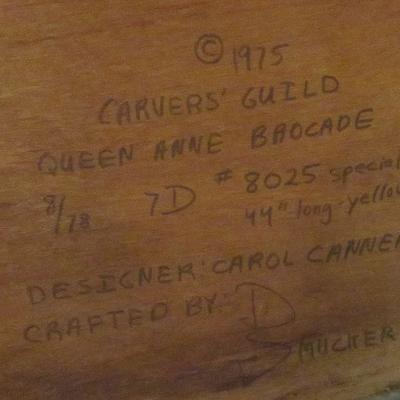 © 1975
CARVERS' GUILD
QUEEN ANNE BROCADE
8/78 7D # 8025 special
44" long-yellow
DESIGNER: CAROL CANNER
CRAFTED BY: D
SMUCKER